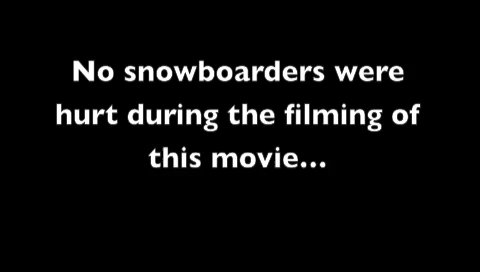 No snowboarders were
hurt during the filming of
this movie...